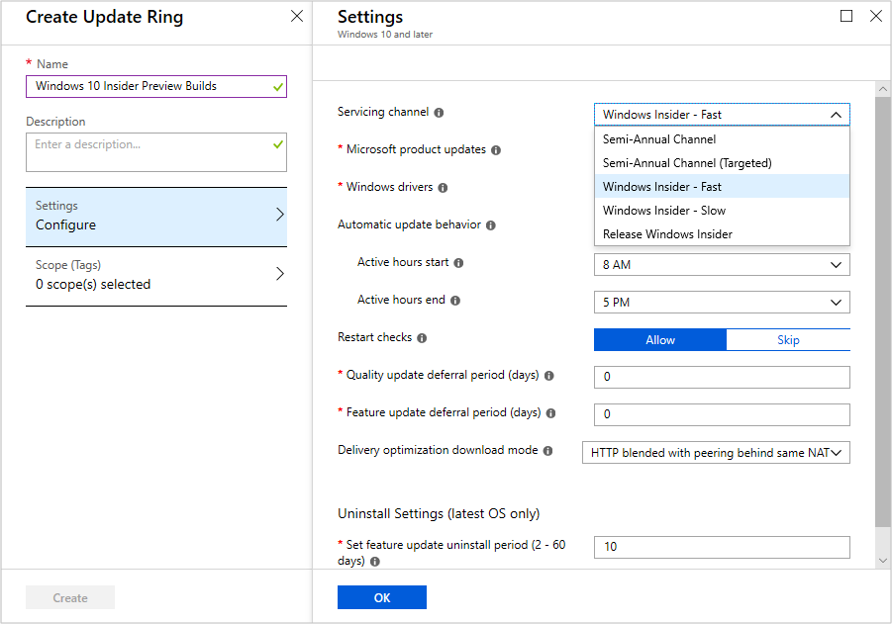 Create Update Ring
* Name
Windows 10 Insider Preview Builds
Description
Enter a description...
Settings
Configure
Scope (Tags)
0 scope(s) selected
Create
Settings
Windows 10 and later
Servicing channel
Windows Insider - Fast
Semi-Annual Channel
Semi-Annual Channel (Targeted)
Windows Insider - Fast
Windows Insider - Slow
Release Windows Insider
* Microsoft product updates
* Windows drivers
Automatic update behavior
Active hours start
8 AM
Active hours end
5 PM
Restart checks
Allow
Skip
* Quality update deferral period (days)
0
* Feature update deferral period (days)
0
Delivery optimization download mode
HTTP blended with peering behind same NAT
Uninstall Settings (latest OS only)
* Set feature update uninstall period (2 - 60
days)
10
OK